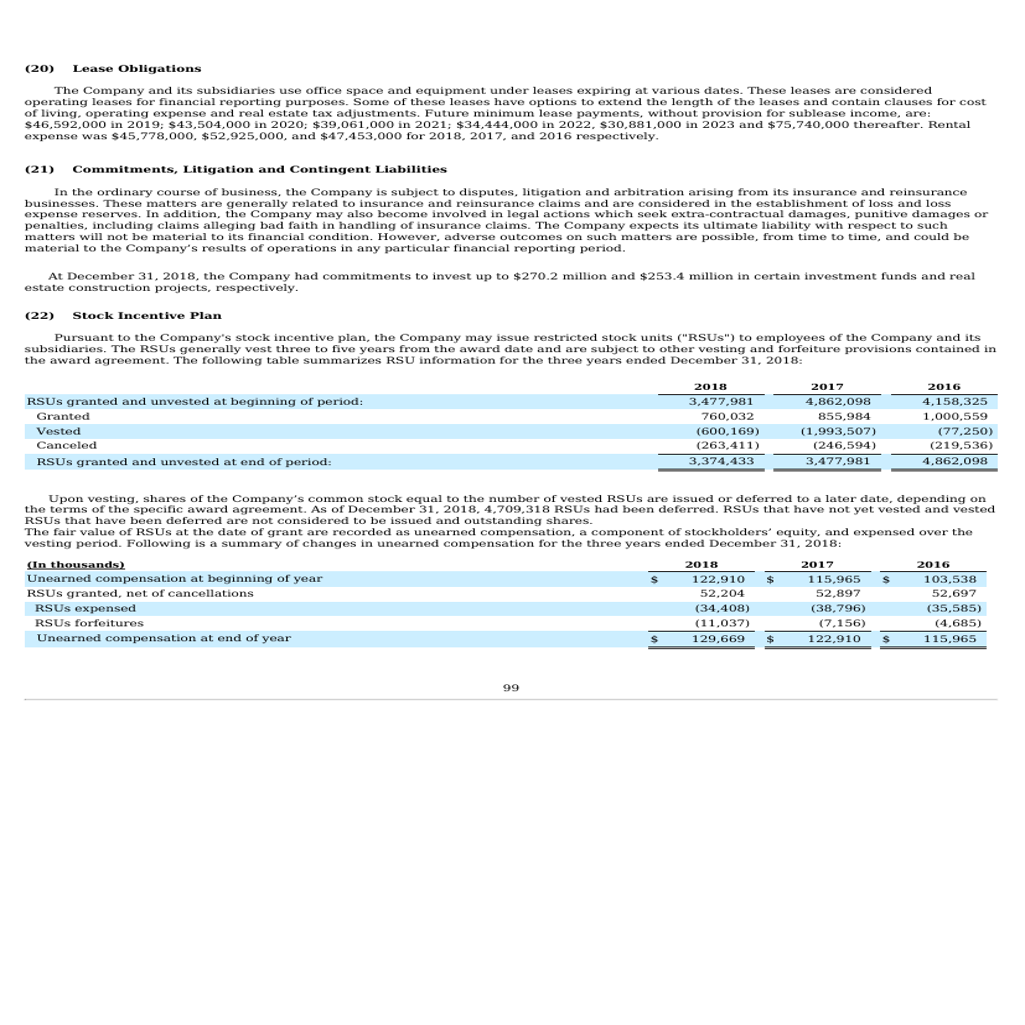 (20) Lease Obligations
The Company and its subsidiaries use office space and equipment under leases expiring at various dates. These leases are considered
operating leases for financial reporting purposes. Some of these leases have options to extend the length of the leases and contain clauses for cost
of living, operating expense and real estate tax adjustments. Future minimum lease payments, without provision for sublease income, are:
$46,592,000 in 2019; $43,504,000 in 2020; $39,061,000 in 2021; $34,444,000 in 2022, $30,881,000 in 2023 and $75,740,000 thereafter. Rental
expense was $45,778,000, $52,925,000, and $47,453,000 for 2018, 2017, and 2016 respectively.
(21) Commitments, Litigation and Contingent Liabilities
In the ordinary course of business, the Company is subject to disputes, litigation and arbitration arising from its insurance and reinsurance
businesses. These matters are generally related to insurance and reinsurance claims and are considered in the establishment of loss and loss
expense reserves. In addition, the Company may also become involved in legal actions which seek extra-contractual damages, punitive damages or
penalties, including claims alleging bad faith in handling of insurance claims. The Company expects its ultimate liability with respect to such
matters will not be material to its financial condition. However, adverse outcomes on such matters are possible, from time to time, and could be
material to the Company's results of operations in any particular financial reporting period.
At December 31, 2018, the Company had commitments to invest up to $270.2 million and $253.4 million in certain investment funds and real
estate construction projects, respectively.
(22) Stock Incentive Plan
Pursuant to the Company's stock incentive plan, the Company may issue restricted stock units ("RSUs") to employees of the Company and its
subsidiaries. The RSUs generally vest three to five years from the award date and are subject to other vesting and forfeiture provisions contained in
the award agreement. The following table summarizes RSU information for the three years ended December 31, 2018:
2018 2017 2016
RSUs granted and unvested at beginning of period: 3,477,981 4,862,098 4,158,325
Granted 760,032 855,984 1,000,559
Vested (600,169) (1,993,507) (77,250)
Canceled (263,411) (246,594) (219,536)
RSUs granted and unvested at end of period: 3,374,433 3,477,981 4,862,098
Upon vesting, shares of the Company's common stock equal to the number of vested RSUs are issued or deferred to a later date, depending on
the terms of the specific award agreement. As of December 31, 2018, 4,709,318 RSUs had been deferred. RSUs that have not yet vested and vested
RSUs that have been deferred are not considered to be issued and outstanding shares.
The fair value of RSUs at the date of grant are recorded as unearned compensation, a component of stockholders' equity, and expensed over the
vesting period. Following is a summary of changes in unearned compensation for the three years ended December 31, 2018:
(In thousands) 2018 2017 2016
Unearned compensation at beginning of year $ 122,910 $ 115,965 $ 103,538
RSUs granted, net of cancellations 52,204 52,897 52,697
RSUs expensed (34,408) (38,796) (35,585)
RSUs forfeitures (11,037) (7,156) (4,685)
Unearned compensation at end of year $ 129,669 $ 122,910 $ 115,965
99